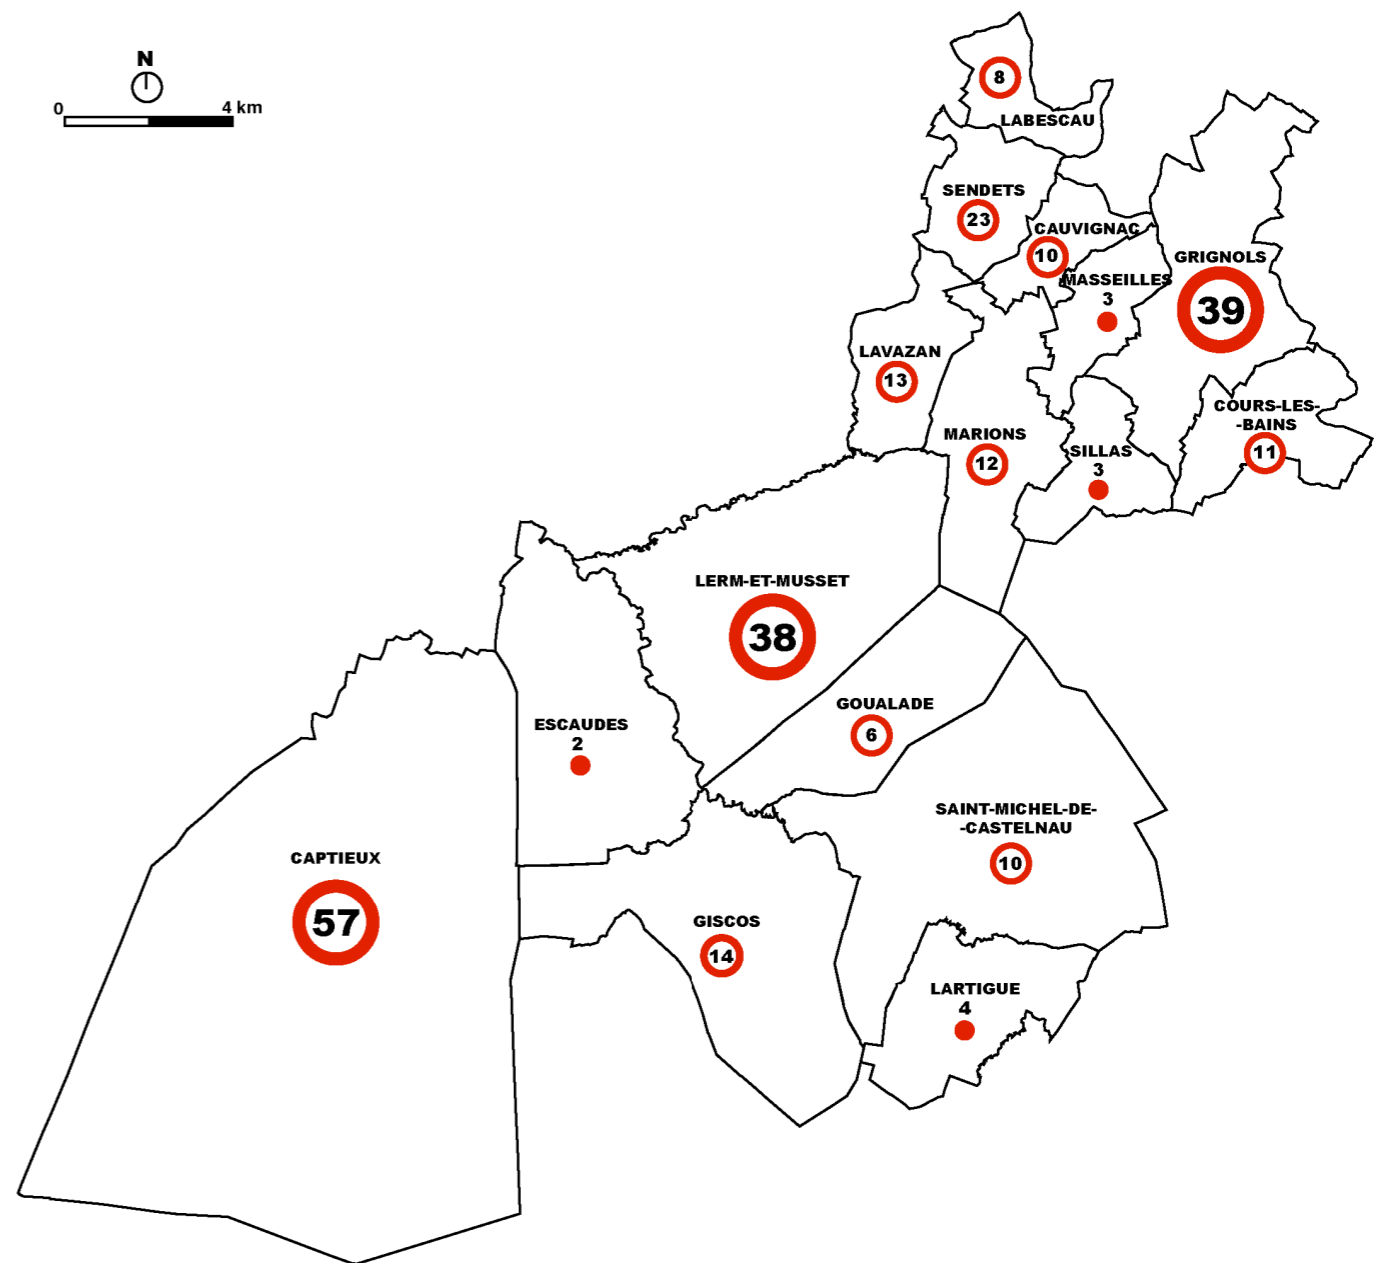 N
0 4 km
8
LABESCAU
SENDETS
23
CAUVIGNAC
10
MASSEILLES
3
GRIGNOLS
39
LAVAZAN
13
COURS-LES-
-BAINS
11
MARIONS
12
SILLAS
3
LERM-ET-MUSSET
38
GOUALADE
6
ESCAUDES
2
SAINT-MICHEL-DE-
-CASTELNAU
10
CAPTIEUX
57
GISCOS
14
LARTIGUE
4